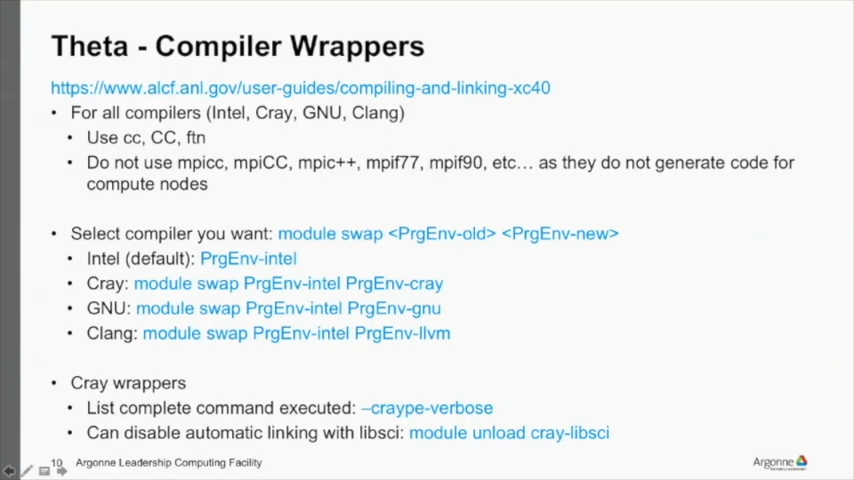 Theta - Compiler Wrappers
https://www.alcf.anl.gov/user-guides/compiling-and-linking-xc40
• For all compilers (Intel, Cray, GNU, Clang)
• Use cc, CC, ftn
• Do not use mpicc, mpiCC, mpic++, mpif77, mpif90, etc… as they do not generate code for
compute nodes
• Select compiler you want: module swap <PrgEnv-old> <PrgEnv-new>
• Intel (default): PrgEnv-intel
• Cray: module swap PrgEnv-intel PrgEnv-cray
• GNU: module swap PrgEnv-intel PrgEnv-gnu
• Clang: module swap PrgEnv-intel PrgEnv-llvm
• Cray wrappers
• List complete command executed: –craype-verbose
• Can disable automatic linking with libsci: module unload cray-libsci
10 Argonne Leadership Computing Facility
Argonne